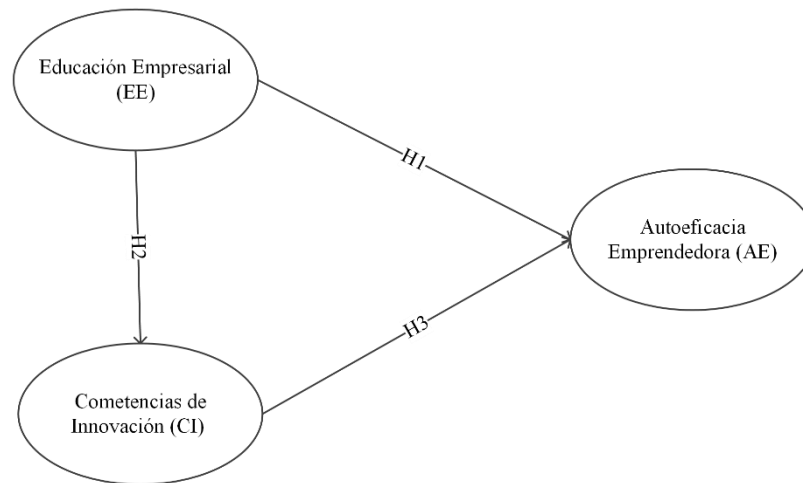 Educación Empresarial
(EE)
H1
Autoeficacia
Emprendedora (AE)
H2
H3
Cometencias de
Innovación (CI)